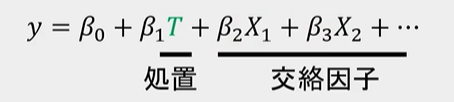 y = β₀ + β₁T + β₂X₁ + β₃X₂ + ⋯
処置 交絡因子